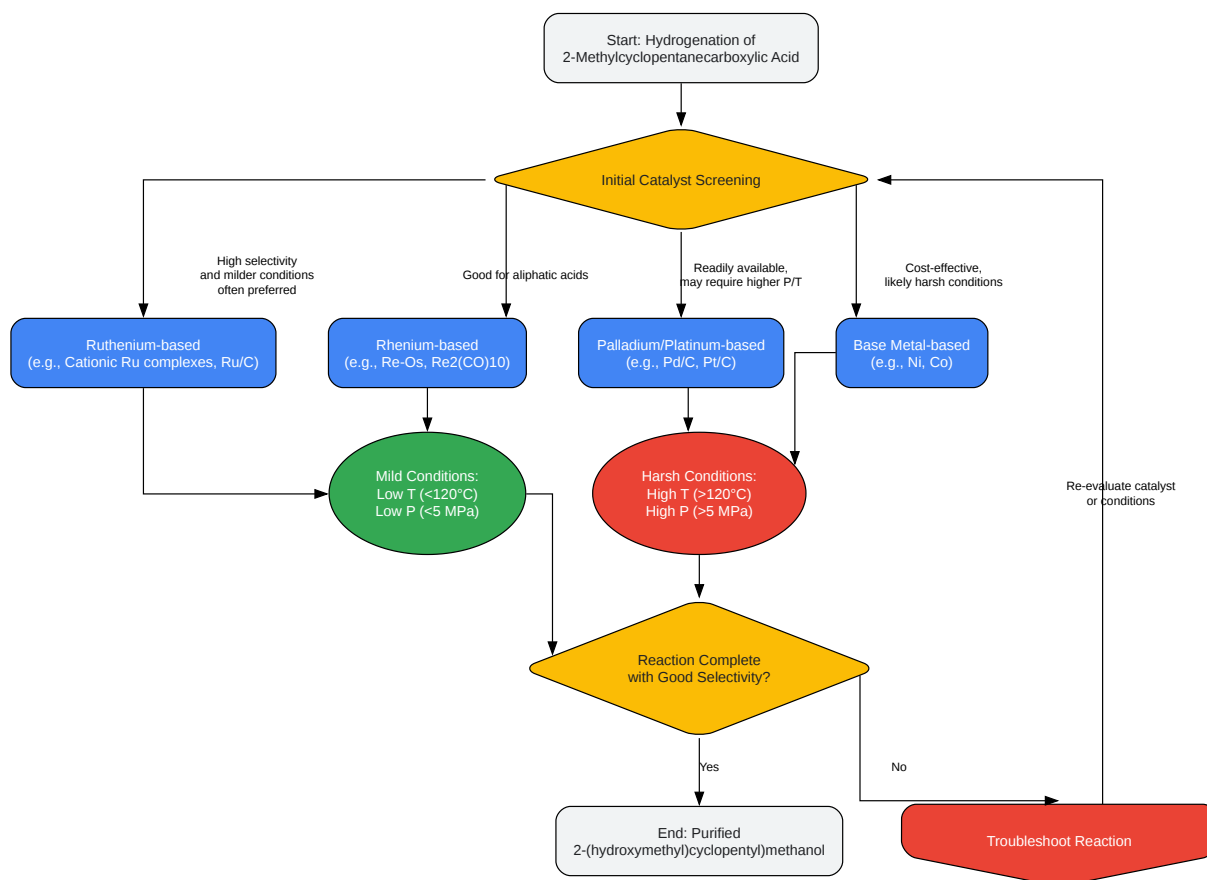 Start: Hydrogenation of
2-Methylcyclopentanecarboxylic Acid
Initial Catalyst Screening
High selectivity
and milder conditions
often preferred
Good for aliphatic acids
Readily available,
may require higher P/T
Cost-effective,
likely harsh conditions
Ruthenium-based
(e.g., Cationic Ru complexes, Ru/C)
Rhenium-based
(e.g., Re-Os, Re2(CO)10)
Palladium/Platinum-based
(e.g., Pd/C, Pt/C)
Base Metal-based
(e.g., Ni, Co)
Mild Conditions:
Low T (<120°C)
Low P (<5 MPa)
Harsh Conditions:
High T (>120°C)
High P (>5 MPa)
Re-evaluate catalyst
or conditions
Reaction Complete
with Good Selectivity?
Yes
No
End: Purified
2-(hydroxymethyl)cyclopentyl)methanol
Troubleshoot Reaction